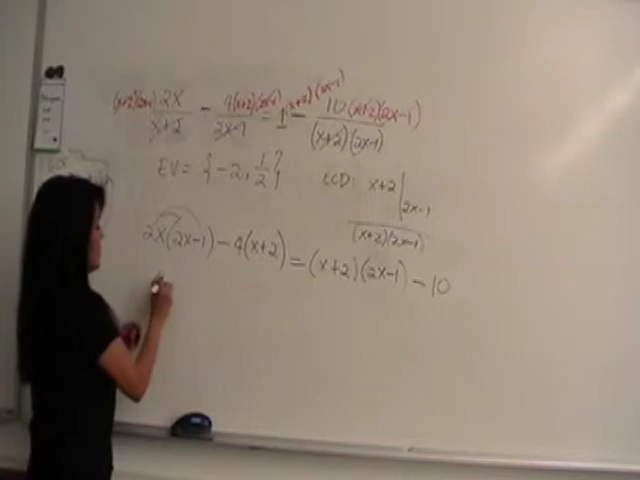 (x+2)(2x-1) 2x/(x+2) - 4(x+2)(2x-1)/(2x-1) = 1(x+2)(2x-1) - 10(x+2)(2x-1)/((x+2)(2x-1))
EV = {-2, 1/2} LCD: x+2 | 2x-1
(x+2)(2x-1)
2x(2x-1) - 4(x+2) = (x+2)(2x-1) - 10